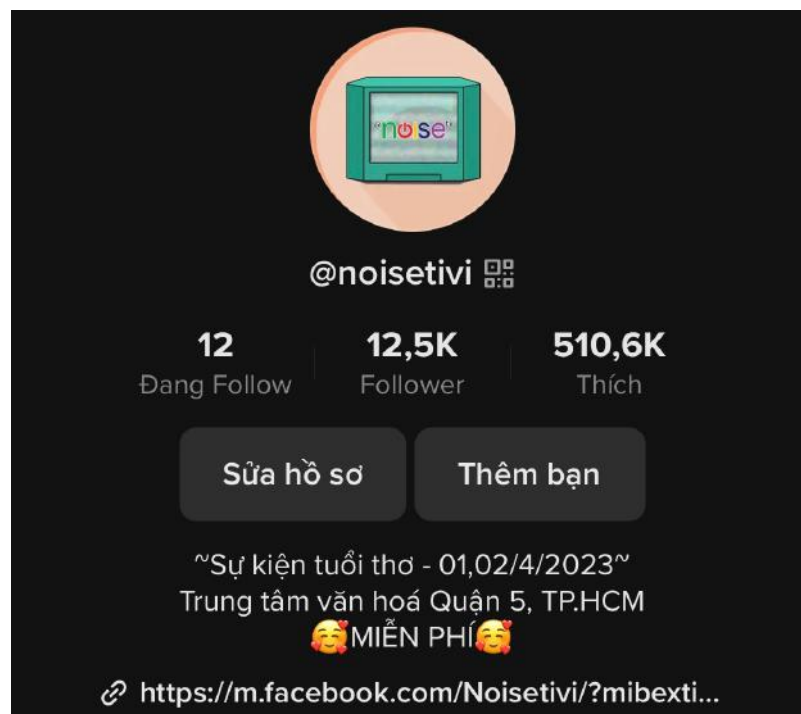 "noise"
@noisetivi
12 12,5K 510,6K
Đang Follow Follower Thích
Sửa hồ sơ Thêm bạn
~Sự kiện tuổi thơ - 01,02/4/2023~
Trung tâm văn hoá Quận 5, TP.HCM
🥰MIỄN PHÍ🥰
https://m.facebook.com/Noisetivi/?mibexti...